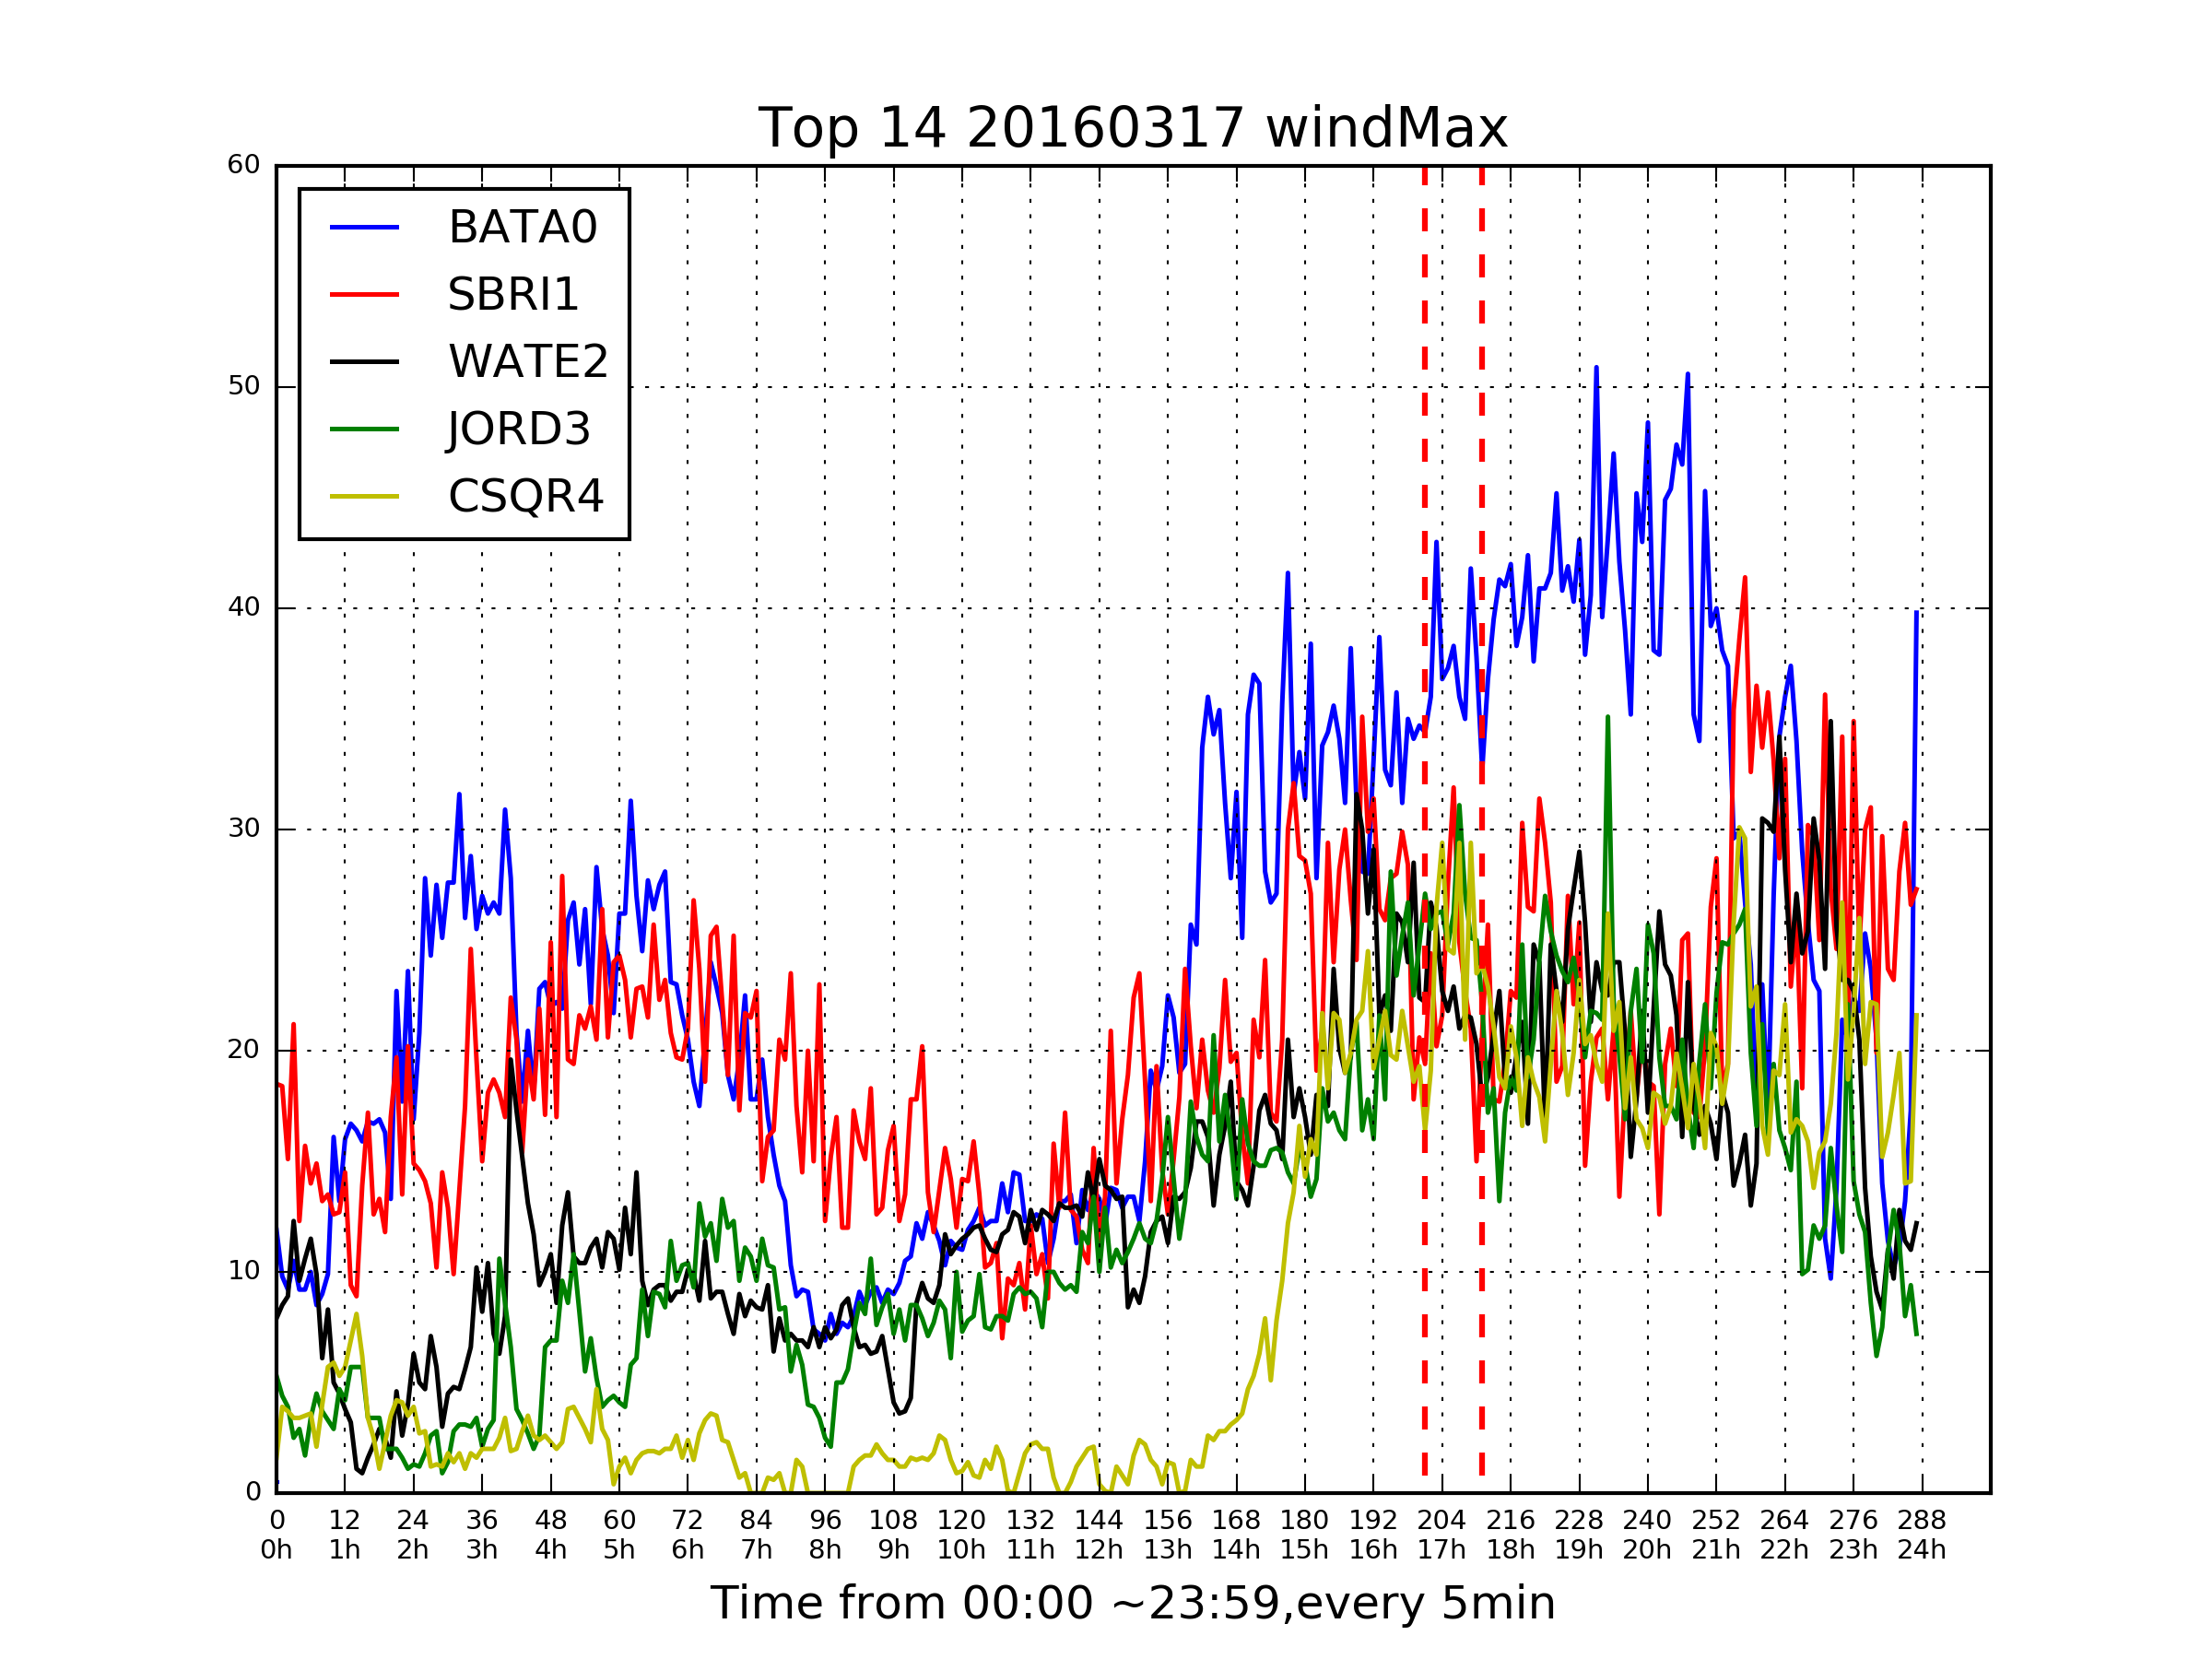 Top 14 20160317 windMax
60
50
40
30
20
10
0
BATA0
SBRI1
WATE2
JORD3
CSQR4
0 12 24 36 48 60 72 84 96 108 120 132 144 156 168 180 192 204 216 228 240 252 264 276 288
0h 1h 2h 3h 4h 5h 6h 7h 8h 9h 10h 11h 12h 13h 14h 15h 16h 17h 18h 19h 20h 21h 22h 23h 24h
Time from 00:00 ~23:59,every 5min